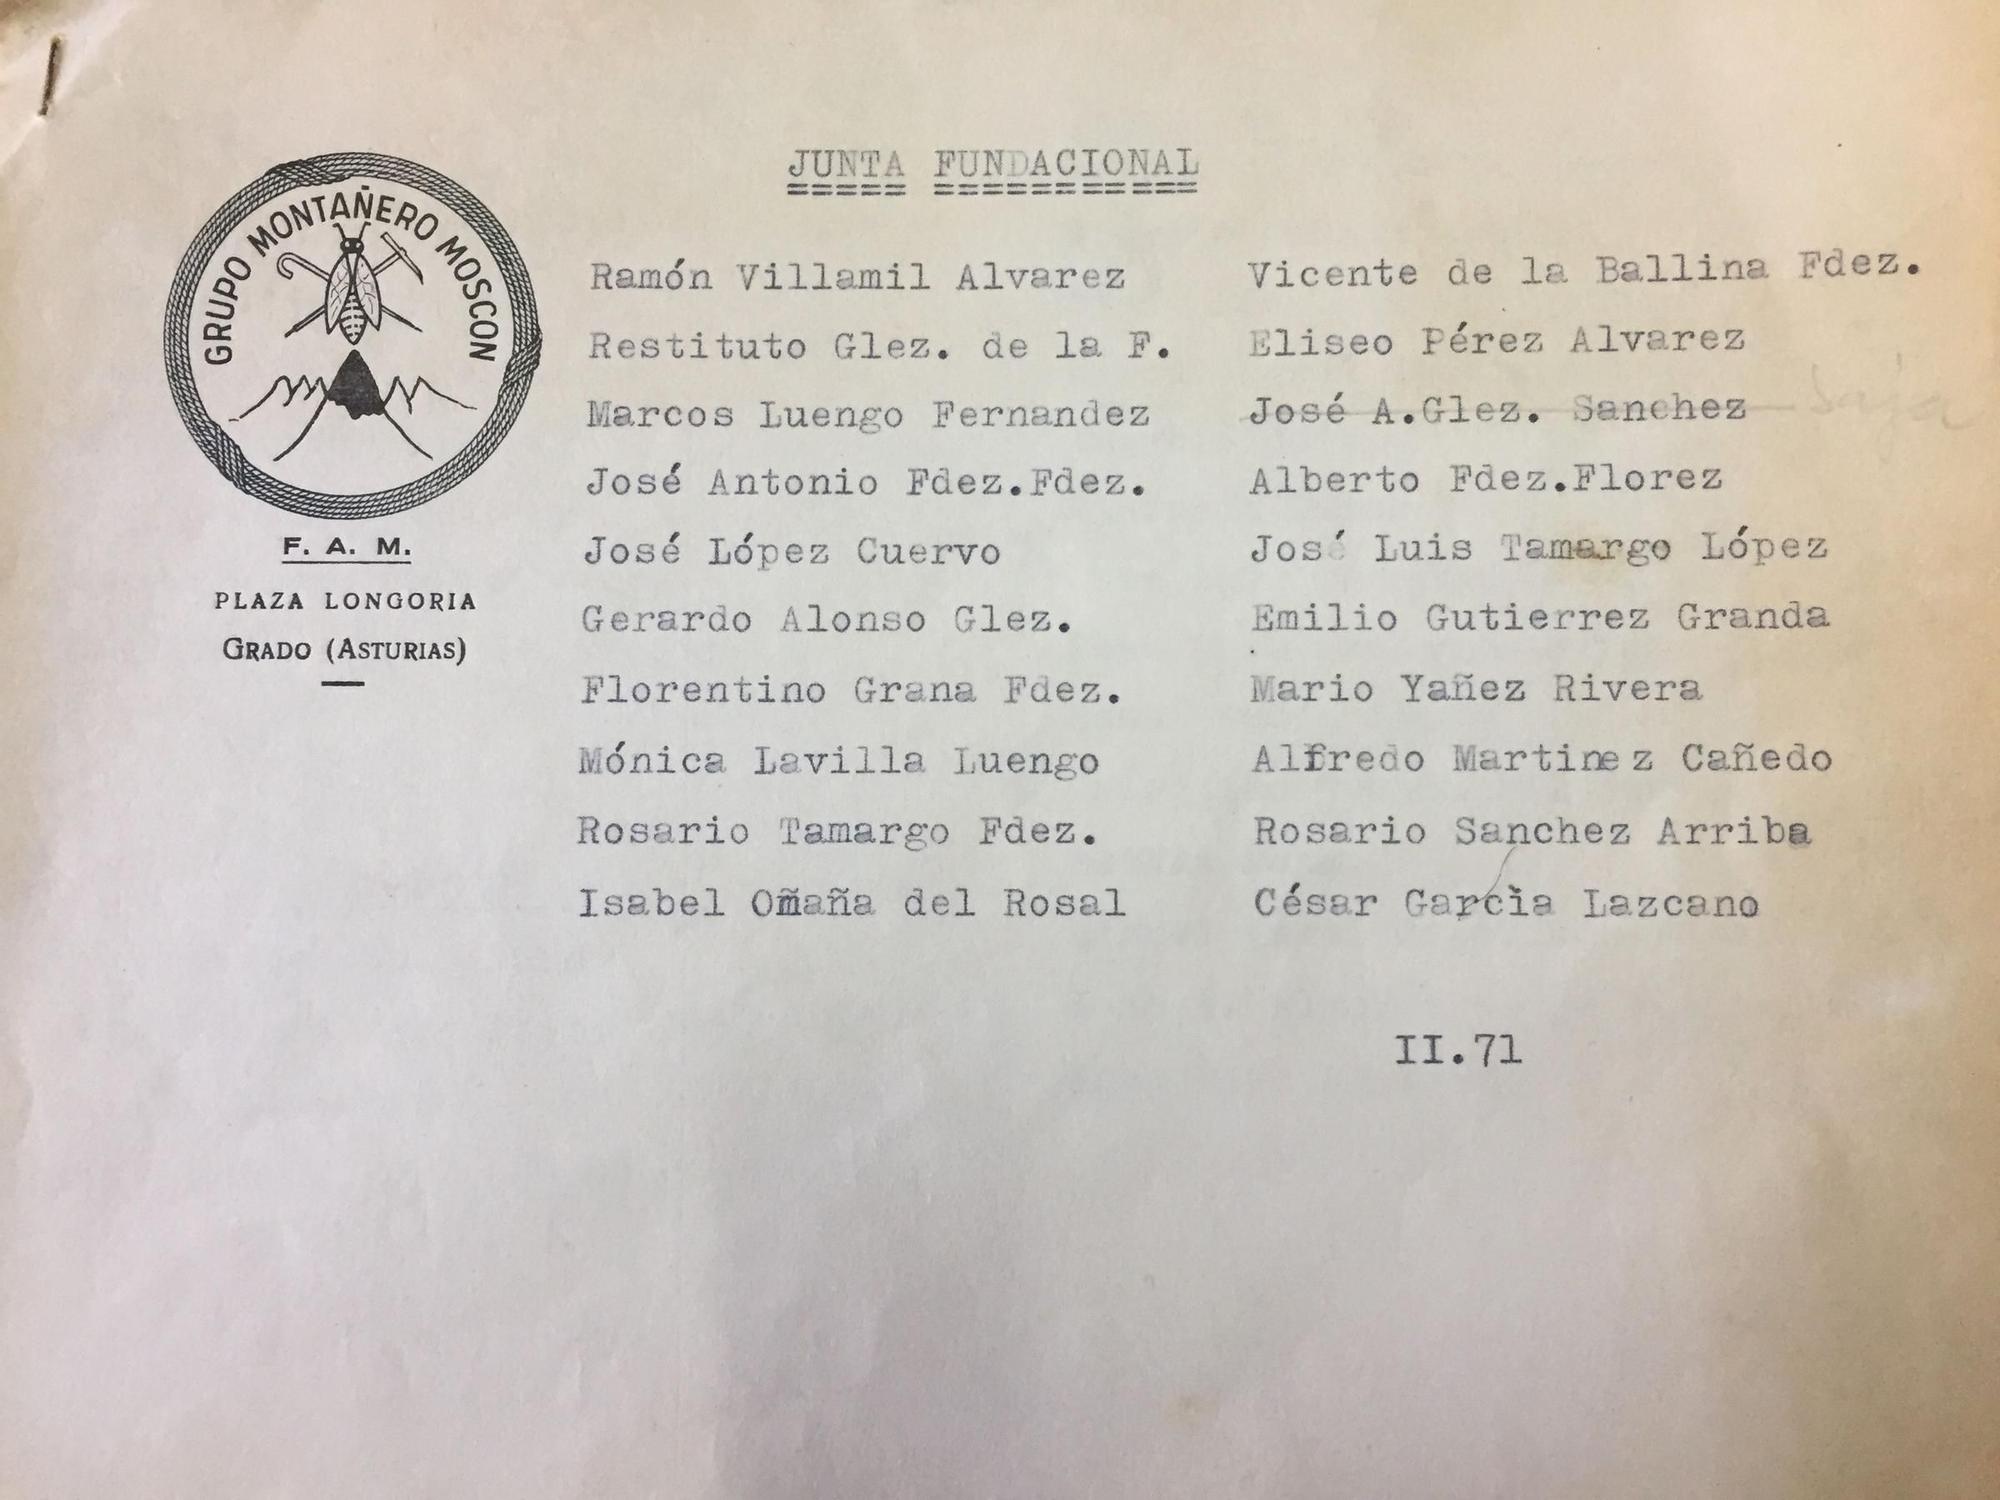 JUNTA FUNDACIONAL
GRUPO MONTAÑERO MOSCON
F. A. M.
PLAZA LONGORIA
GRADO (ASTURIAS)
Ramón Villamil Alvarez
Restituto Glez. de la F.
Marcos Luengo Fernandez
José Antonio Fdez.Fdez.
José López Cuervo
Gerardo Alonso Glez.
Florentino Grana Fdez.
Mónica Lavilla Luengo
Rosario Tamargo Fdez.
Isabel Omaña del Rosal
Vicente de la Ballina Fdez.
Eliseo Pérez Alvarez
José A.Glez. Sanchez
Alberto Fdez.Florez
José Luis Tamargo López
Emilio Gutierrez Granda
Mario Yañez Rivera
Alfredo Martinez Cañedo
Rosario Sanchez Arriba
César Garcìa Lazcano
II.71